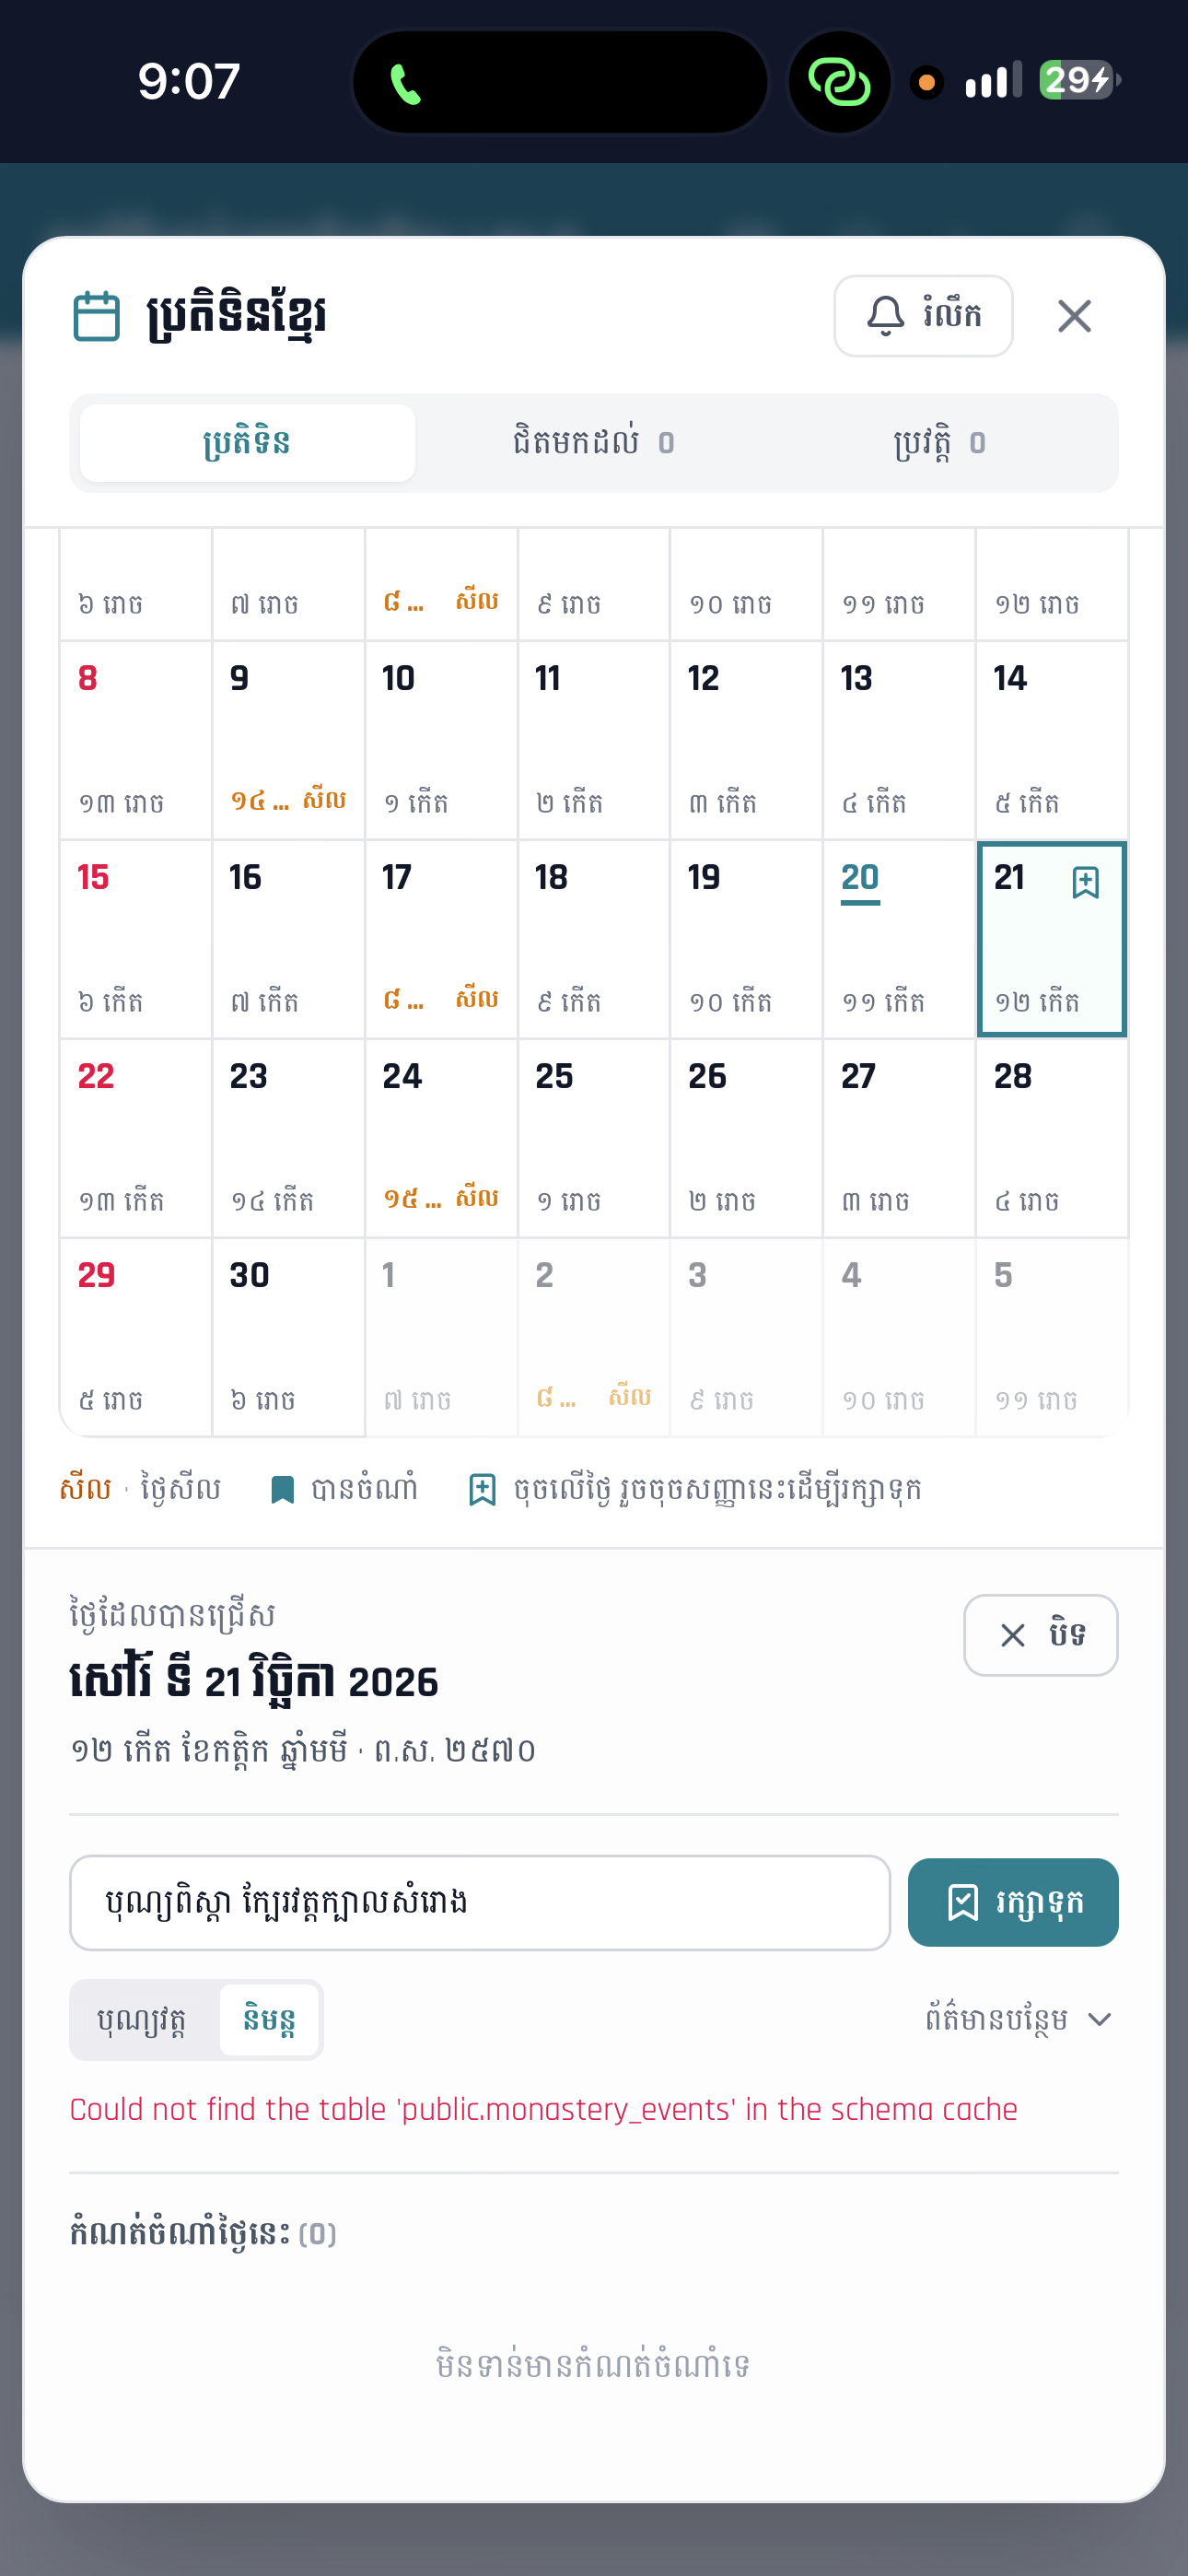 9:07
29
ប្រតិទិនខ្មែរ
រំលឹក
ប្រតិទិន
ជិតមកដល់ 0
ប្រវត្តិ 0
៦ រោច ៧ រោច ៨ ... សីល ៩ រោច ១០ រោច ១១ រោច ១២ រោច
8 9 10 11 12 13 14
១៣ រោច ១៤ ... សីល ១ កើត ២ កើត ៣ កើត ៤ កើត ៥ កើត
15 16 17 18 19 20 21
៦ កើត ៧ កើត ៨ ... សីល ៩ កើត ១០ កើត ១១ កើត ១២ កើត
22 23 24 25 26 27 28
១៣ កើត ១៤ កើត ១៥ ... សីល ១ រោច ២ រោច ៣ រោច ៤ រោច
29 30 1 2 3 4 5
៥ រោច ៦ រោច ៧ រោច ៨ ... សីល ៩ រោច ១០ រោច ១១ រោច
សីល · ថ្ងៃសីល បានចំណាំ ចុចលើថ្ងៃ រួចចុចសញ្ញានេះដើម្បីរក្សាទុក
ថ្ងៃដែលបានជ្រើស
បិទ
សៅរ៍ ទី 21 វិច្ឆិកា 2026
១២ កើត ខែកត្តិក ឆ្នាំមមី · ព.ស. ២៥៧០
បុណ្យពិស្តា ក្បែរវត្តក្បាលសំរោង
រក្សាទុក
បុណ្យវត្ត និមន្ត
ព័ត៌មានបន្ថែម
Could not find the table 'public.monastery_events' in the schema cache
កំណត់ចំណាំថ្ងៃនេះ (0)
មិនទាន់មានកំណត់ចំណាំទេ